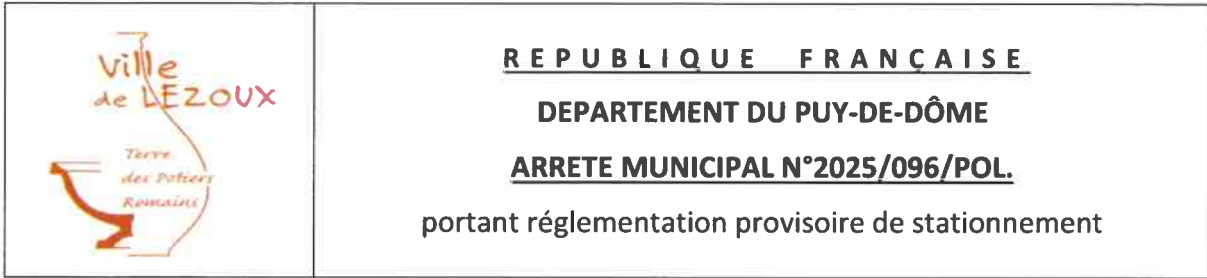 Ville
de LEZOUX
Terre
des Potiers
Romains
REPUBLIQUE FRANÇAISE
DEPARTEMENT DU PUY-DE-DÔME
ARRETE MUNICIPAL N°2025/096/POL.
portant réglementation provisoire de stationnement